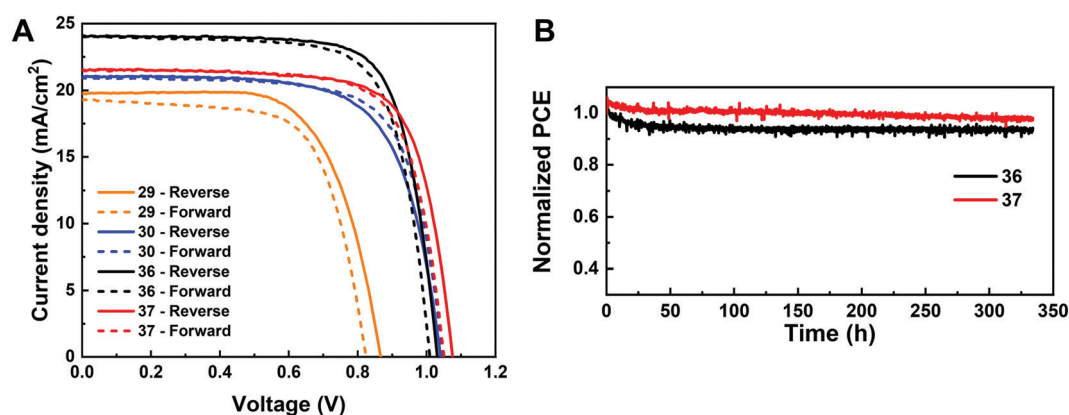 A
25
20
15
10
5
0
Current density (mA/cm²)
29 - Reverse
29 - Forward
30 - Reverse
30 - Forward
36 - Reverse
36 - Forward
37 - Reverse
37 - Forward
0.0 0.2 0.4 0.6 0.8 1.0 1.2
Voltage (V)
B
1.0
0.8
0.6
0.4
Normalized PCE
36
37
0 50 100 150 200 250 300 350
Time (h)